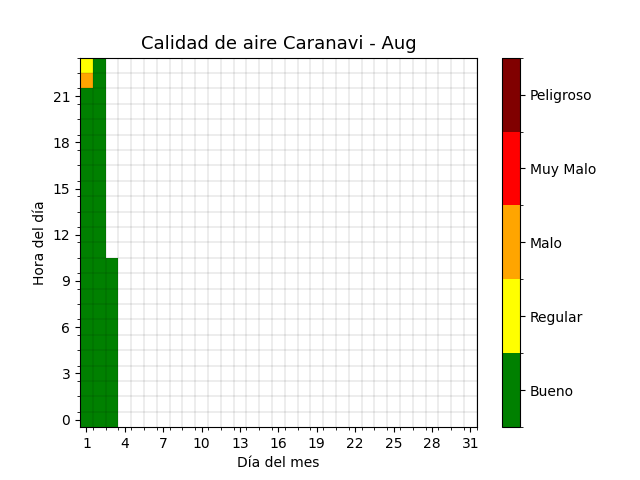 Calidad de aire Caranavi - Aug
Hora del día
21
18
15
12
9
6
3
0
1 4 7 10 13 16 19 22 25 28 31
Día del mes
Peligroso
Muy Malo
Malo
Regular
Bueno